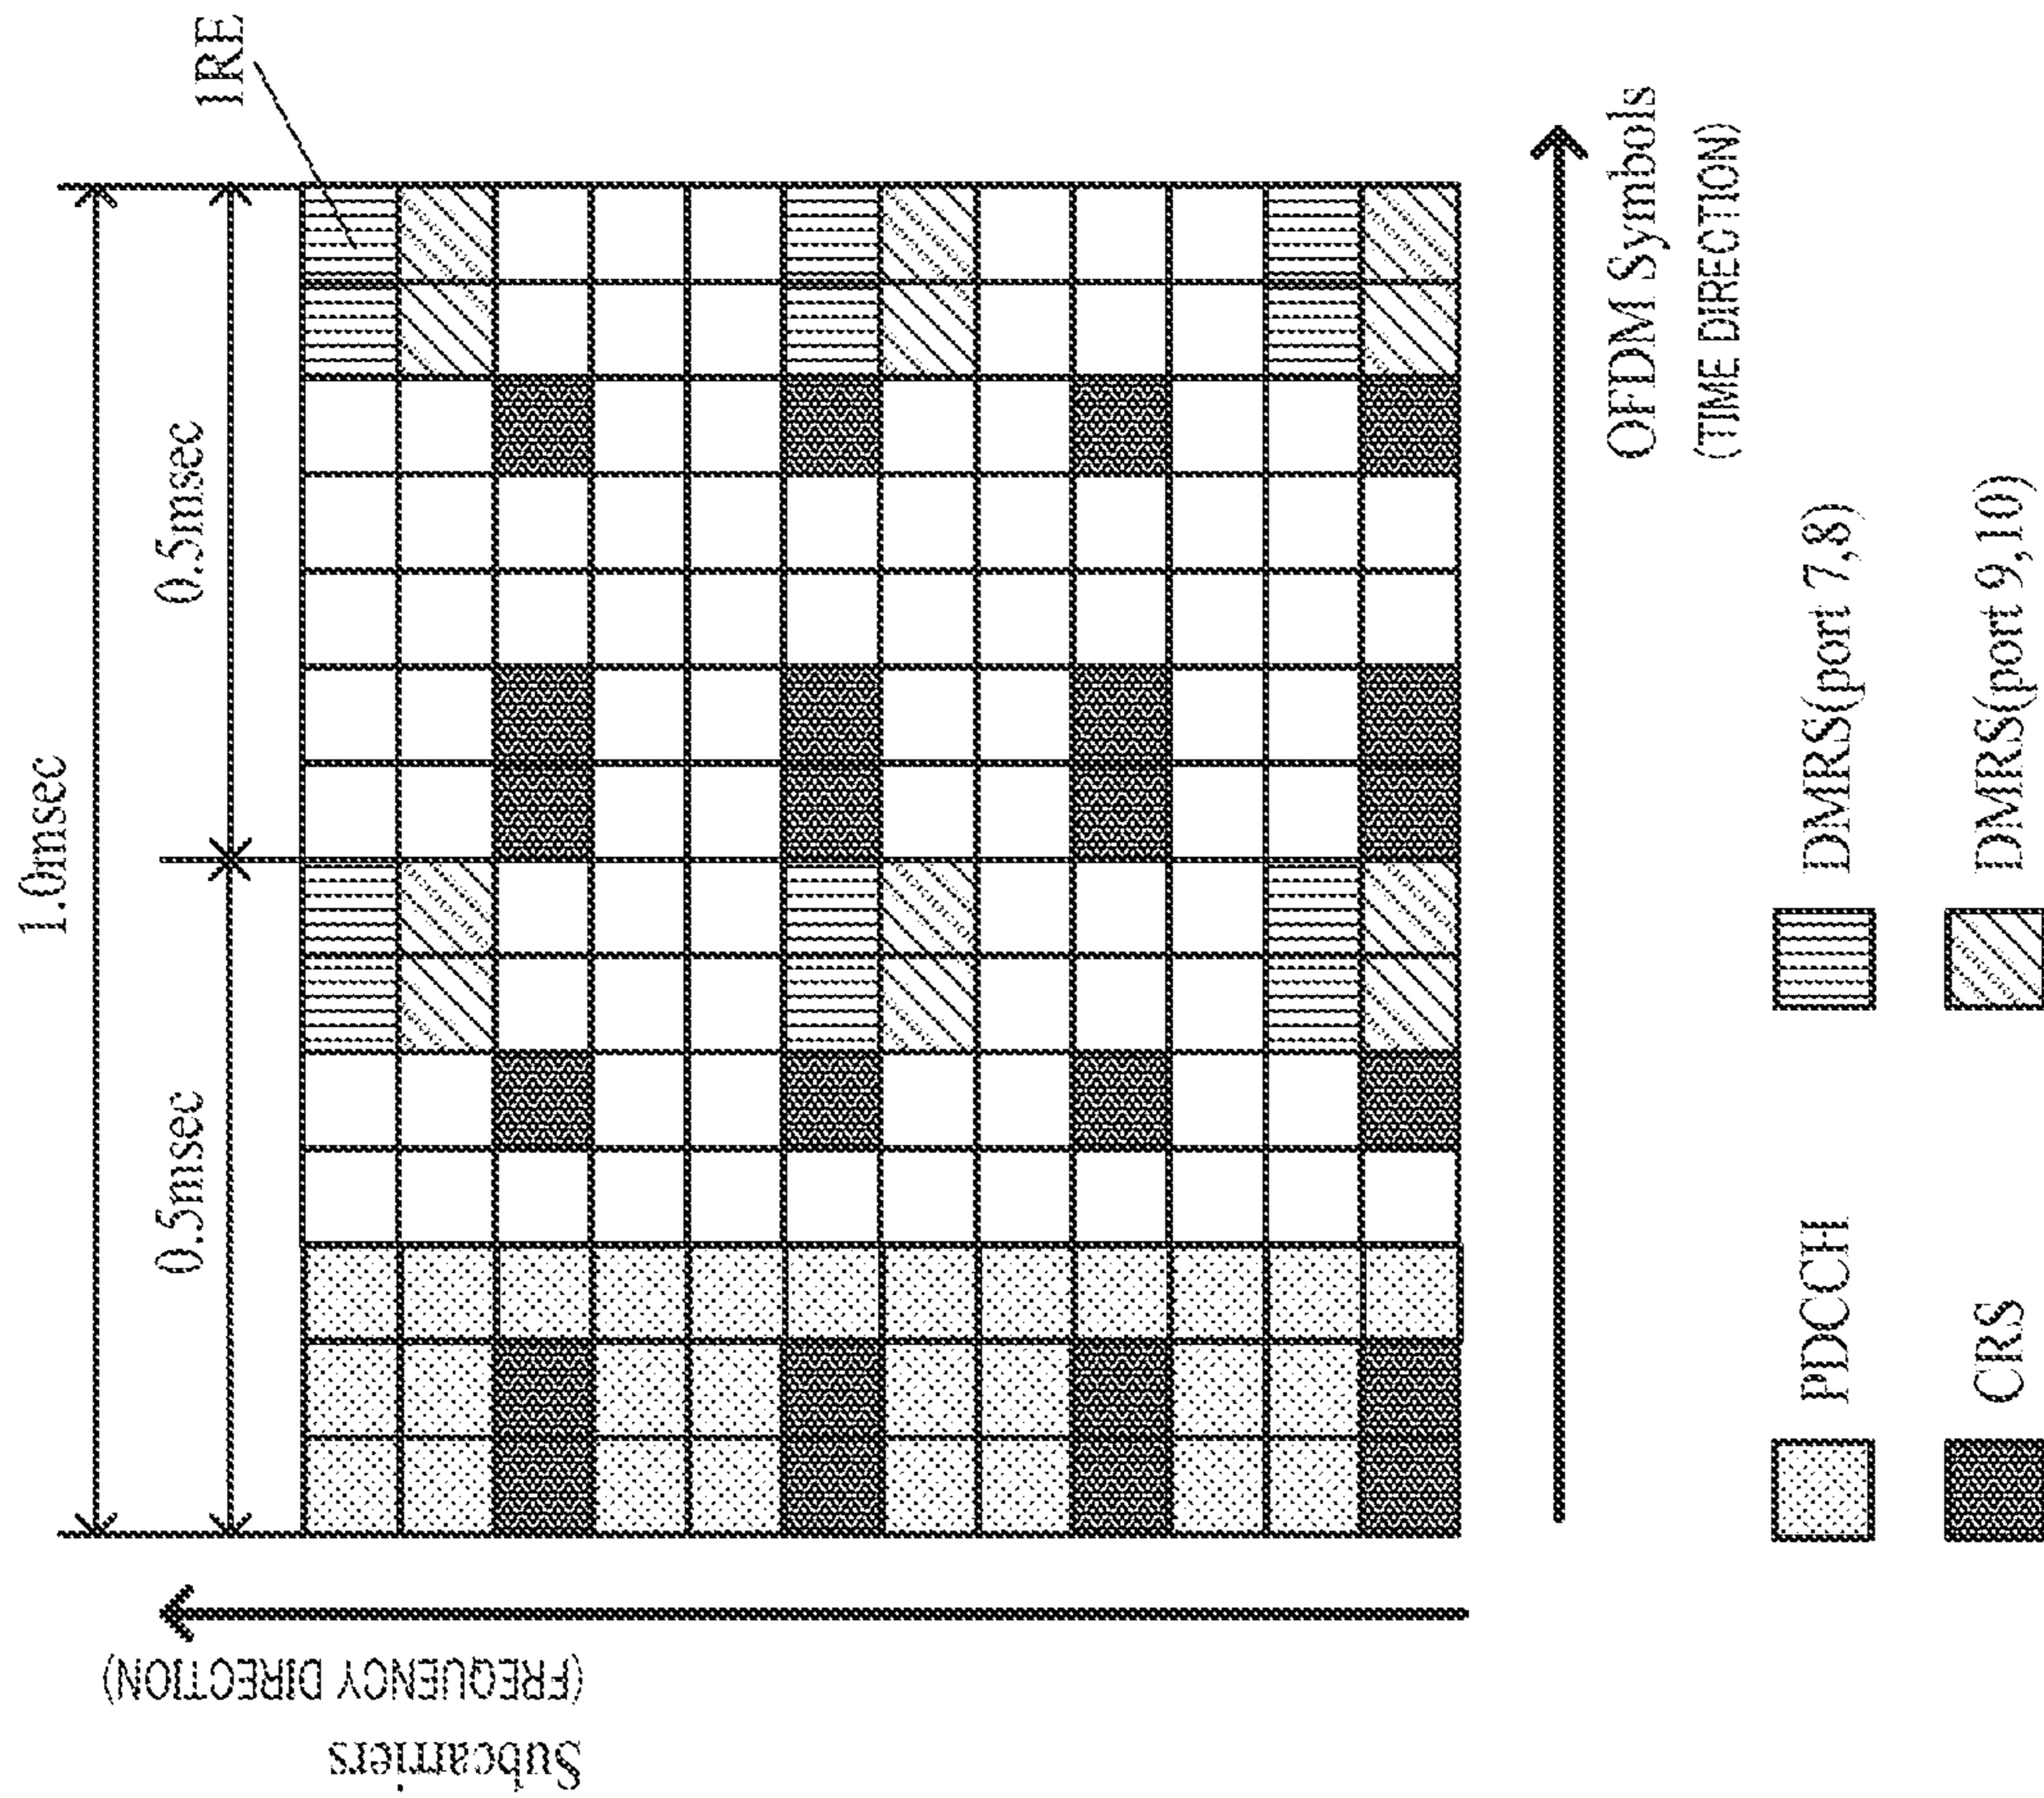 1.0msec
0.5msec
0.5msec
1RE
Subcarriers
(FREQUENCY DIRECTION)
OFDM Symbols
(TIME DIRECTION)
PDCCH
DMRS(port 7,8)
CRS
DMRS(port 9,10)